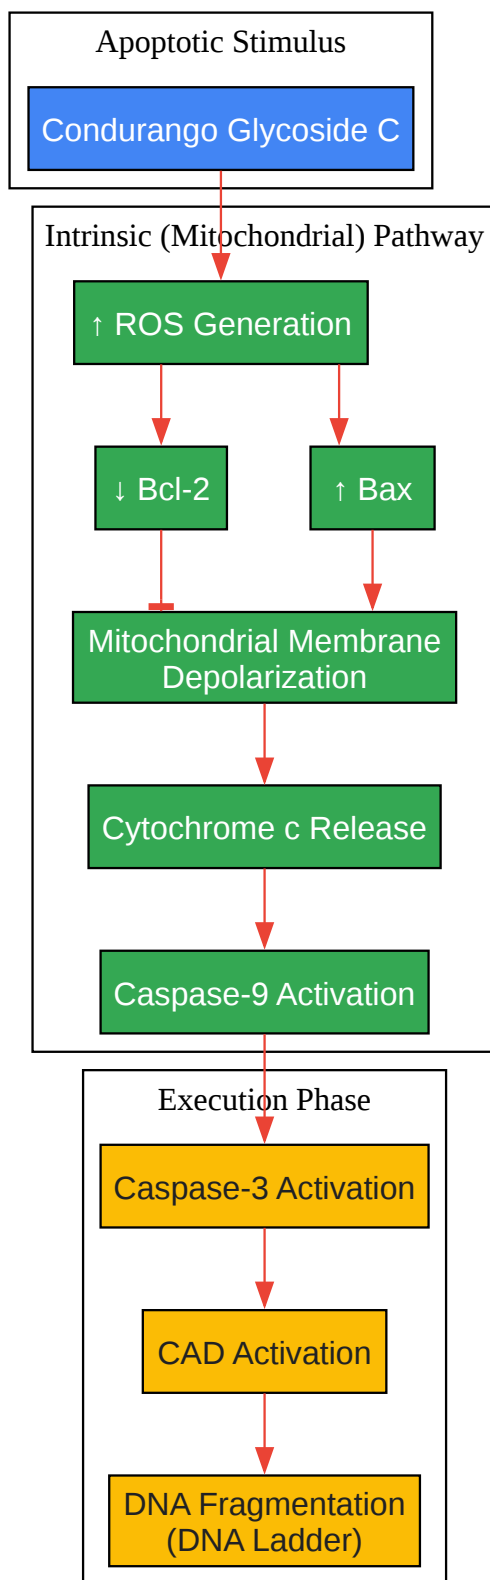 Apoptotic Stimulus
Condurango Glycoside C
Intrinsic (Mitochondrial) Pathway
↑ ROS Generation
↓ Bcl-2
↑ Bax
Mitochondrial Membrane
Depolarization
Cytochrome c Release
Caspase-9 Activation
Execution Phase
Caspase-3 Activation
CAD Activation
DNA Fragmentation
(DNA Ladder)